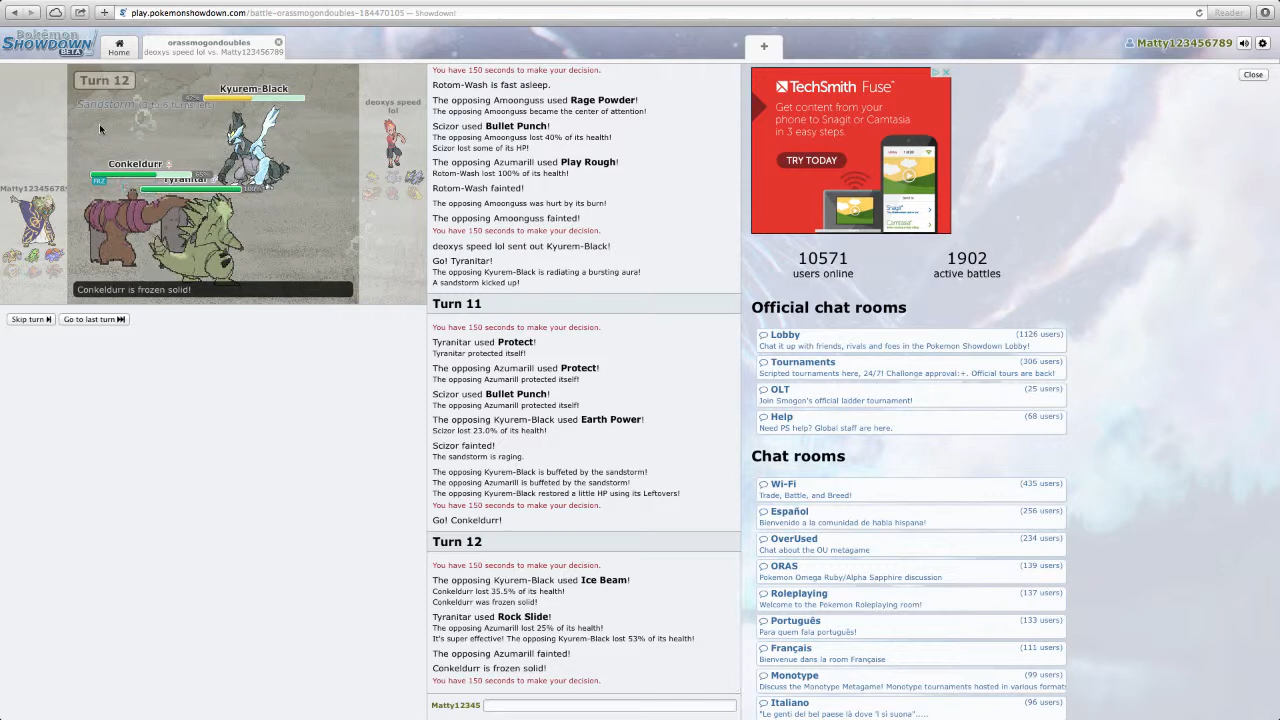 play.pokemonshowdown.com/battle-orassmogondoubles-184470105 — Showdown!
Reader
Pokémon
Showdown
BETA
Home
orassmogondoubles
deoxys speed lol vs. Matty123456789
+
Matty123456789
Turn 12
Kyurem-Black
deoxys speed
lol
Conkeldurr
65%
FRZ
Tyranitar
100%
Matty123456789
Conkeldurr is frozen solid!
Skip turn
Go to last turn
You have 150 seconds to make your decision.
Rotom-Wash is fast asleep.
The opposing Amoonguss used Rage Powder!
The opposing Amoonguss became the center of attention!
Scizor used Bullet Punch!
The opposing Amoonguss lost 40% of its health!
Scizor lost some of its HP!
The opposing Azumarill used Play Rough!
Rotom-Wash lost 100% of its health!
Rotom-Wash fainted!
The opposing Amoonguss was hurt by its burn!
The opposing Amoonguss fainted!
You have 150 seconds to make your decision.
deoxys speed lol sent out Kyurem-Black!
Go! Tyranitar!
The opposing Kyurem-Black is radiating a bursting aura!
A sandstorm kicked up!
Turn 11
You have 150 seconds to make your decision.
Tyranitar used Protect!
Tyranitar protected itself!
The opposing Azumarill used Protect!
The opposing Azumarill protected itself!
Scizor used Bullet Punch!
The opposing Azumarill protected itself!
The opposing Kyurem-Black used Earth Power!
Scizor lost 23.0% of its health!
Scizor fainted!
The sandstorm is raging.
The opposing Kyurem-Black is buffeted by the sandstorm!
The opposing Azumarill is buffeted by the sandstorm!
The opposing Kyurem-Black restored a little HP using its Leftovers!
You have 150 seconds to make your decision.
Go! Conkeldurr!
Turn 12
You have 150 seconds to make your decision.
The opposing Kyurem-Black used Ice Beam!
Conkeldurr lost 35.5% of its health!
Conkeldurr was frozen solid!
Tyranitar used Rock Slide!
The opposing Azumarill lost 25% of its health!
It's super effective! The opposing Kyurem-Black lost 53% of its health!
The opposing Azumarill fainted!
Conkeldurr is frozen solid!
You have 150 seconds to make your decision.
Matty12345
Close
TechSmith Fuse™
Get content from your
phone to Snagit or Camtasia
in 3 easy steps.
TRY TODAY
Snagit
Camtasia
10571
users online
1902
active battles
Official chat rooms
Lobby
(1126 users)
Chat it up with friends, rivals and foes in the Pokemon Showdown Lobby!
Tournaments
(306 users)
Scripted tournaments here, 24/7! Challonge approval:+. Official tours are back!
OLT
(25 users)
Join Smogon's official ladder tournament!
Help
(68 users)
Need PS help? Global staff are here.
Chat rooms
Wi-Fi
(435 users)
Trade, Battle, and Breed!
Español
(256 users)
Bienvenido a la comunidad de habla hispana!
OverUsed
(234 users)
Chat about the OU metagame
ORAS
(139 users)
Pokemon Omega Ruby/Alpha Sapphire discussion
Roleplaying
(137 users)
Welcome to the Pokemon Roleplaying room!
Português
(133 users)
Para quem fala português!
Français
(111 users)
Bienvenue dans la room Française
Monotype
(99 users)
Discuss the Monotype Metagame! Monotype tournaments hosted in various formats
Italiano
(96 users)
"Le genti del bel paese là dove 'l sì suona".....